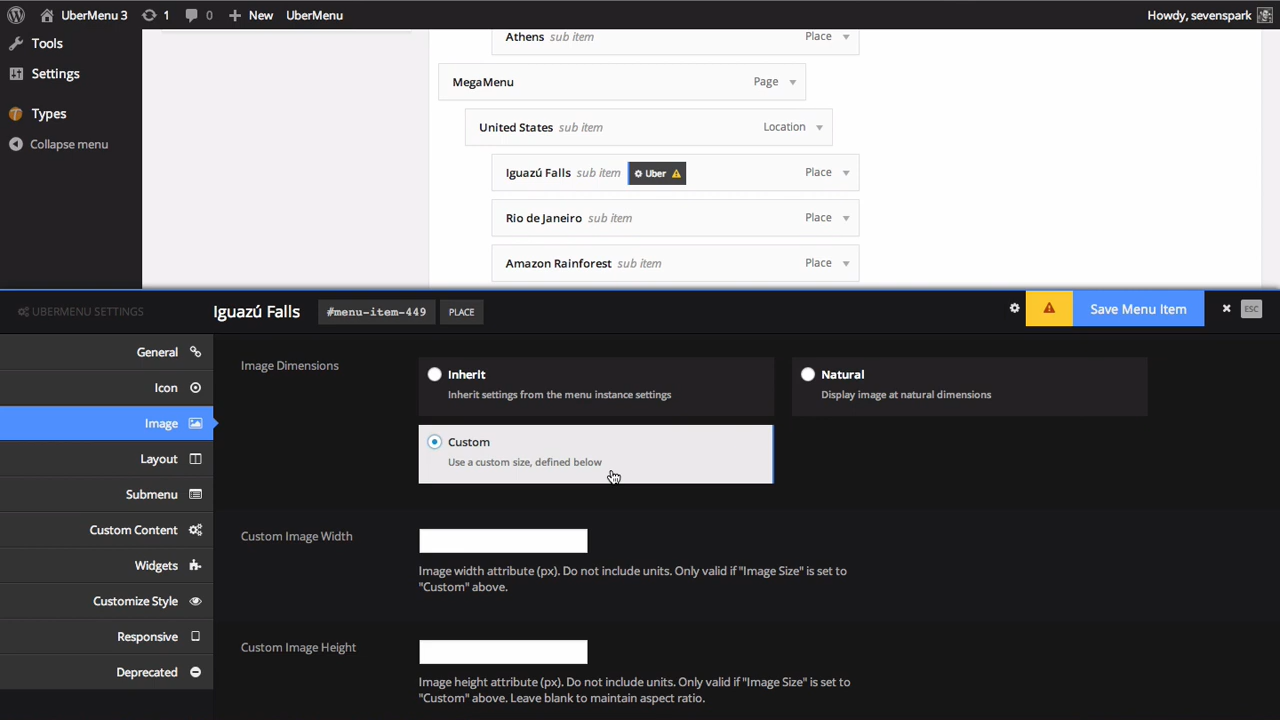 UberMenu 3 1 0 New UberMenu Howdy, sevenspark
Tools
Settings
Types
Collapse menu
Athens sub item Place
MegaMenu Page
United States sub item Location
Iguazú Falls sub item Uber Place
Rio de Janeiro sub item Place
Amazon Rainforest sub item Place
UBERMENU SETTINGS Iguazú Falls #menu-item-449 PLACE Save Menu Item ESC
General
Icon
Image
Layout
Submenu
Custom Content
Widgets
Customize Style
Responsive
Deprecated
Image Dimensions
Inherit
Inherit settings from the menu instance settings
Natural
Display image at natural dimensions
Custom
Use a custom size, defined below
Custom Image Width
Image width attribute (px). Do not include units. Only valid if "Image Size" is set to
"Custom" above.
Custom Image Height
Image height attribute (px). Do not include units. Only valid if "Image Size" is set to
"Custom" above. Leave blank to maintain aspect ratio.